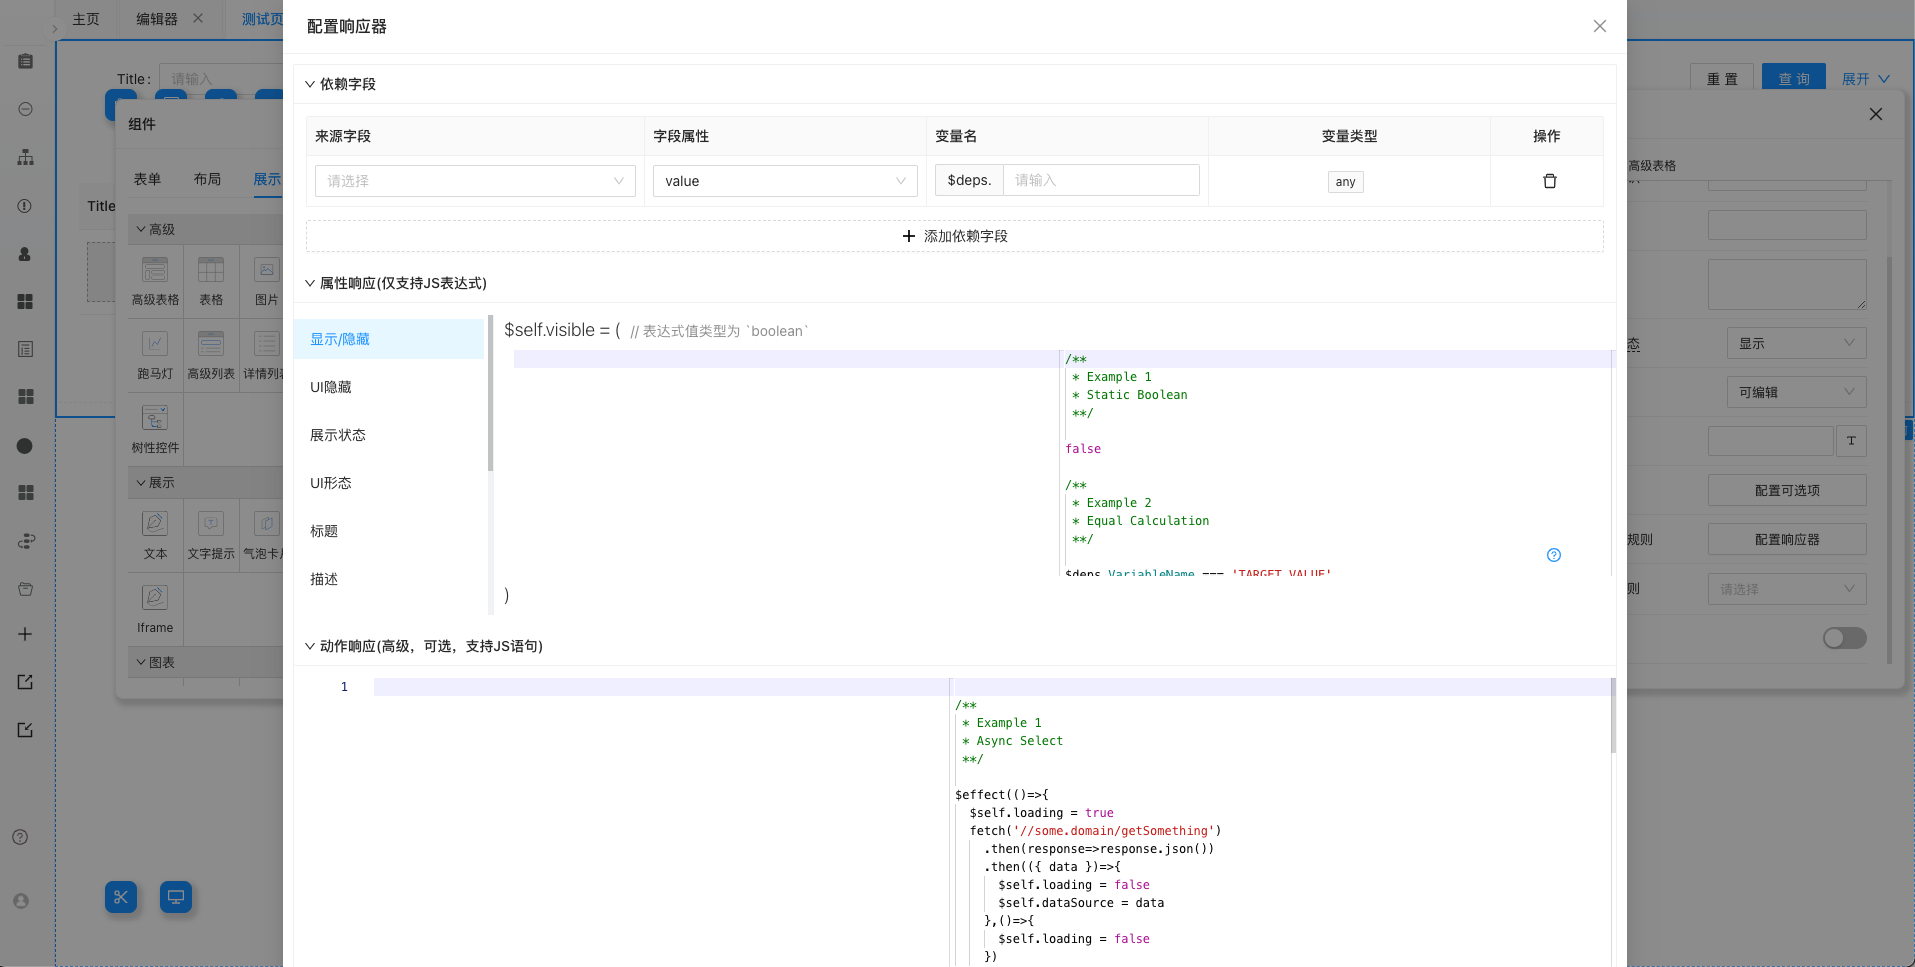 主页
编辑器
测试页
Title :
请输入
重 置
查 询
展开
组件
表单
布局
展示
Title
高级
高级表格
表格
图片
跑马灯
高级列表
详情列表
树性控件
展示
文本
文字提示
气泡卡片
Iframe
图表
配置响应器
依赖字段
来源字段
字段属性
变量名
变量类型
操作
请选择
value
$deps.
请输入
any
添加依赖字段
属性响应(仅支持JS表达式)
显示/隐藏
UI隐藏
展示状态
UI形态
标题
描述
$self.visible = (
// 表达式值类型为 `boolean`
/**
* Example 1
* Static Boolean
**/
false
/**
* Example 2
* Equal Calculation
**/
$deps.VariableName === 'TARGET_VALUE'
)
动作响应(高级，可选，支持JS语句)
1
/**
* Example 1
* Async Select
**/
$effect(()=>{
$self.loading = true
fetch('//some.domain/getSomething')
.then(response=>response.json())
.then(({ data })=>{
$self.loading = false
$self.dataSource = data
},()=>{
$self.loading = false
})
高级表格
态
显示
可编辑
T
配置可选项
规则
配置响应器
则
请选择